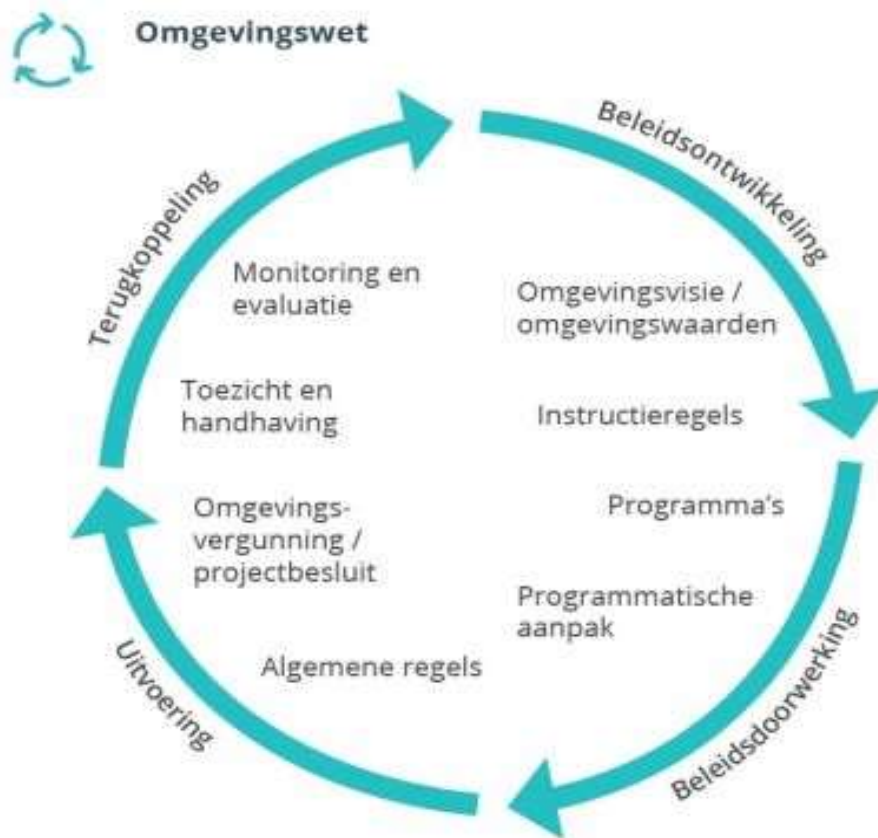 Omgevingswet
Beleidsontwikkeling
Omgevingsvisie /
omgevingswaarden
Instructieregels
Programma's
Programmatische
aanpak
Beleidsdoorwerking
Algemene regels
Omgevings-
vergunning /
projectbesluit
Uitvoering
Toezicht en
handhaving
Monitoring en
evaluatie
Terugkoppeling